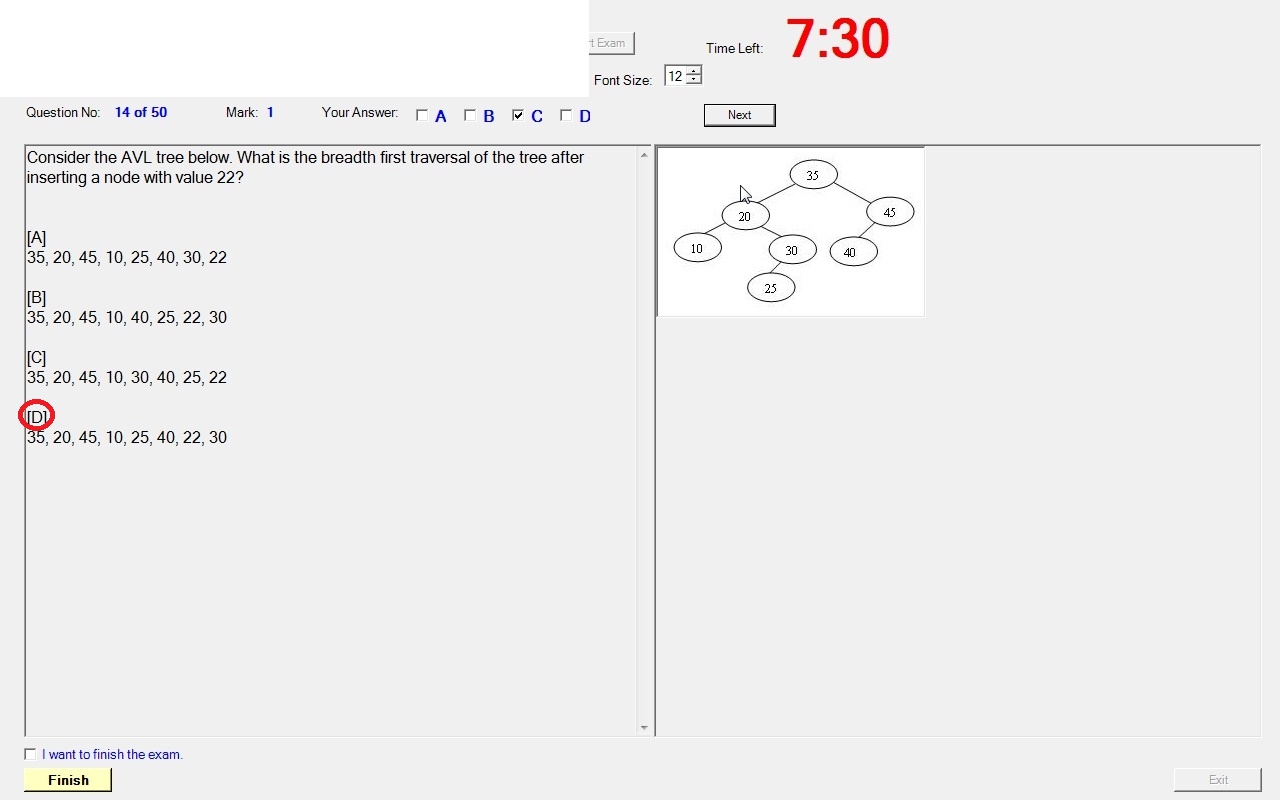 t Exam
Time Left: 7:30
Font Size: 12
Question No: 14 of 50 Mark: 1 Your Answer: A B C D Next
Consider the AVL tree below. What is the breadth first traversal of the tree after
inserting a node with value 22?
[A]
35, 20, 45, 10, 25, 40, 30, 22
[B]
35, 20, 45, 10, 40, 25, 22, 30
[C]
35, 20, 45, 10, 30, 40, 25, 22
[D]
35, 20, 45, 10, 25, 40, 22, 30
35
20 45
10 30 40
25
I want to finish the exam.
Finish
Exit